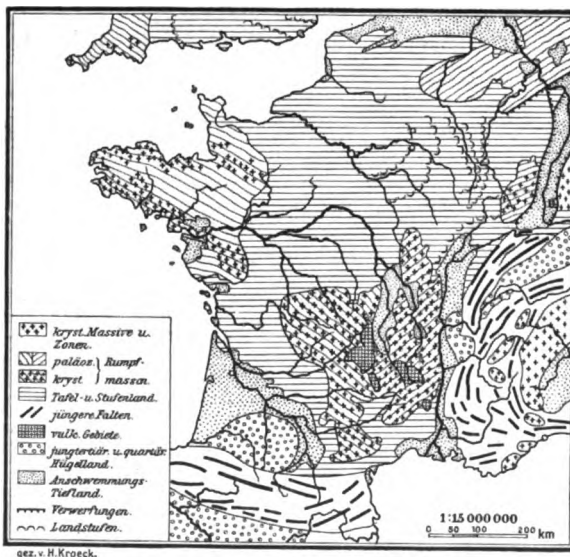 kryst. Massive u.
Zonen.
paläoz. } Rumpf-
kryst } massen.
Tafel- u. Stufenland.
jüngere Falten.
vulk. Gebiete.
jungtertiär. u. quartär.
Hügelland.
Anschwemmungs-
Tiefland.
Verwerfungen.
Landstufen.
1:15 000 000
0 50 100 200 km
gez. v. H. Kroeck.